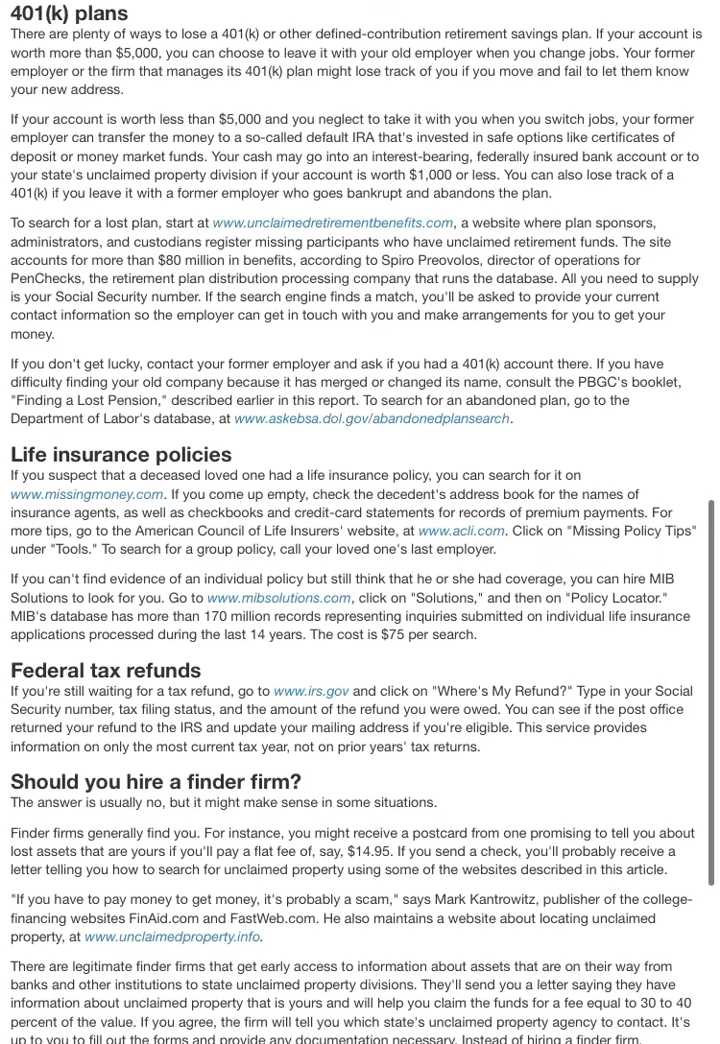 401(k) plans
There are plenty of ways to lose a 401(k) or other defined-contribution retirement savings plan. If your account is
worth more than $5,000, you can choose to leave it with your old employer when you change jobs. Your former
employer or the firm that manages its 401(k) plan might lose track of you if you move and fail to let them know
your new address.
If your account is worth less than $5,000 and you neglect to take it with you when you switch jobs, your former
employer can transfer the money to a so-called default IRA that's invested in safe options like certificates of
deposit or money market funds. Your cash may go into an interest-bearing, federally insured bank account or to
your state's unclaimed property division if your account is worth $1,000 or less. You can also lose track of a
401(k) if you leave it with a former employer who goes bankrupt and abandons the plan.
To search for a lost plan, start at www.unclaimedretirementbenefits.com, a website where plan sponsors,
administrators, and custodians register missing participants who have unclaimed retirement funds. The site
accounts for more than $80 million in benefits, according to Spiro Preovolos, director of operations for
PenChecks, the retirement plan distribution processing company that runs the database. All you need to supply
is your Social Security number. If the search engine finds a match, you'll be asked to provide your current
contact information so the employer can get in touch with you and make arrangements for you to get your
money.
If you don't get lucky, contact your former employer and ask if you had a 401(k) account there. If you have
difficulty finding your old company because it has merged or changed its name, consult the PBGC's booklet,
"Finding a Lost Pension," described earlier in this report. To search for an abandoned plan, go to the
Department of Labor's database, at www.askebsa.dol.gov/abandonedplansearch.
Life insurance policies
If you suspect that a deceased loved one had a life insurance policy, you can search for it on
www.missingmoney.com. If you come up empty, check the decedent's address book for the names of
insurance agents, as well as checkbooks and credit-card statements for records of premium payments. For
more tips, go to the American Council of Life Insurers' website, at www.acli.com. Click on "Missing Policy Tips"
under "Tools." To search for a group policy, call your loved one's last employer.
If you can't find evidence of an individual policy but still think that he or she had coverage, you can hire MIB
Solutions to look for you. Go to www.mibsolutions.com, click on "Solutions," and then on "Policy Locator."
MIB's database has more than 170 million records representing inquiries submitted on individual life insurance
applications processed during the last 14 years. The cost is $75 per search.
Federal tax refunds
If you're still waiting for a tax refund, go to www.irs.gov and click on "Where's My Refund?" Type in your Social
Security number, tax filing status, and the amount of the refund you were owed. You can see if the post office
returned your refund to the IRS and update your mailing address if you're eligible. This service provides
information on only the most current tax year, not on prior years' tax returns.
Should you hire a finder firm?
The answer is usually no, but it might make sense in some situations.
Finder firms generally find you. For instance, you might receive a postcard from one promising to tell you about
lost assets that are yours if you'll pay a flat fee of, say, $14.95. If you send a check, you'll probably receive a
letter telling you how to search for unclaimed property using some of the websites described in this article.
"If you have to pay money to get money, it's probably a scam," says Mark Kantrowitz, publisher of the college-
financing websites FinAid.com and FastWeb.com. He also maintains a website about locating unclaimed
property, at www.unclaimedproperty.info.
There are legitimate finder firms that get early access to information about assets that are on their way from
banks and other institutions to state unclaimed property divisions. They'll send you a letter saying they have
information about unclaimed property that is yours and will help you claim the funds for a fee equal to 30 to 40
percent of the value. If you agree, the firm will tell you which state's unclaimed property agency to contact. It's
up to you to fill out the forms and provide any documentation necessary. Instead of hiring a finder firm,